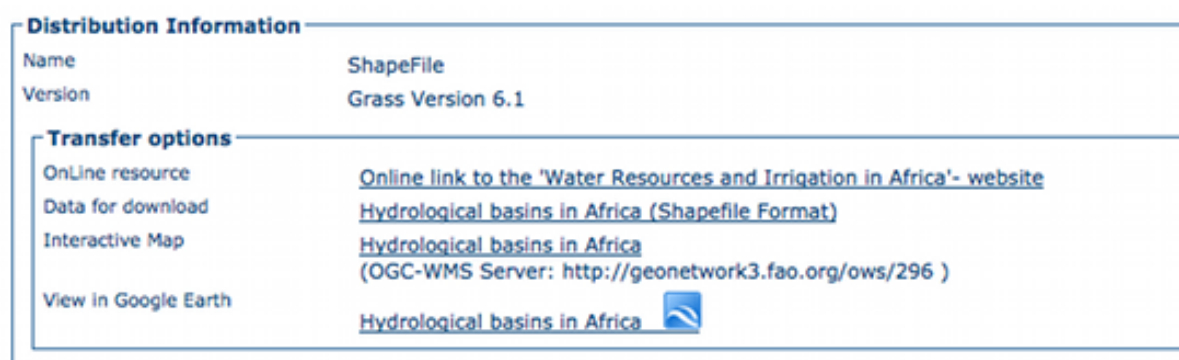 Distribution Information
Name ShapeFile
Version Grass Version 6.1
Transfer options
OnLine resource Online link to the 'Water Resources and Irrigation in Africa'- website
Data for download Hydrological basins in Africa (Shapefile Format)
Interactive Map Hydrological basins in Africa
(OGC-WMS Server: http://geonetwork3.fao.org/ows/296 )
View in Google Earth Hydrological basins in Africa